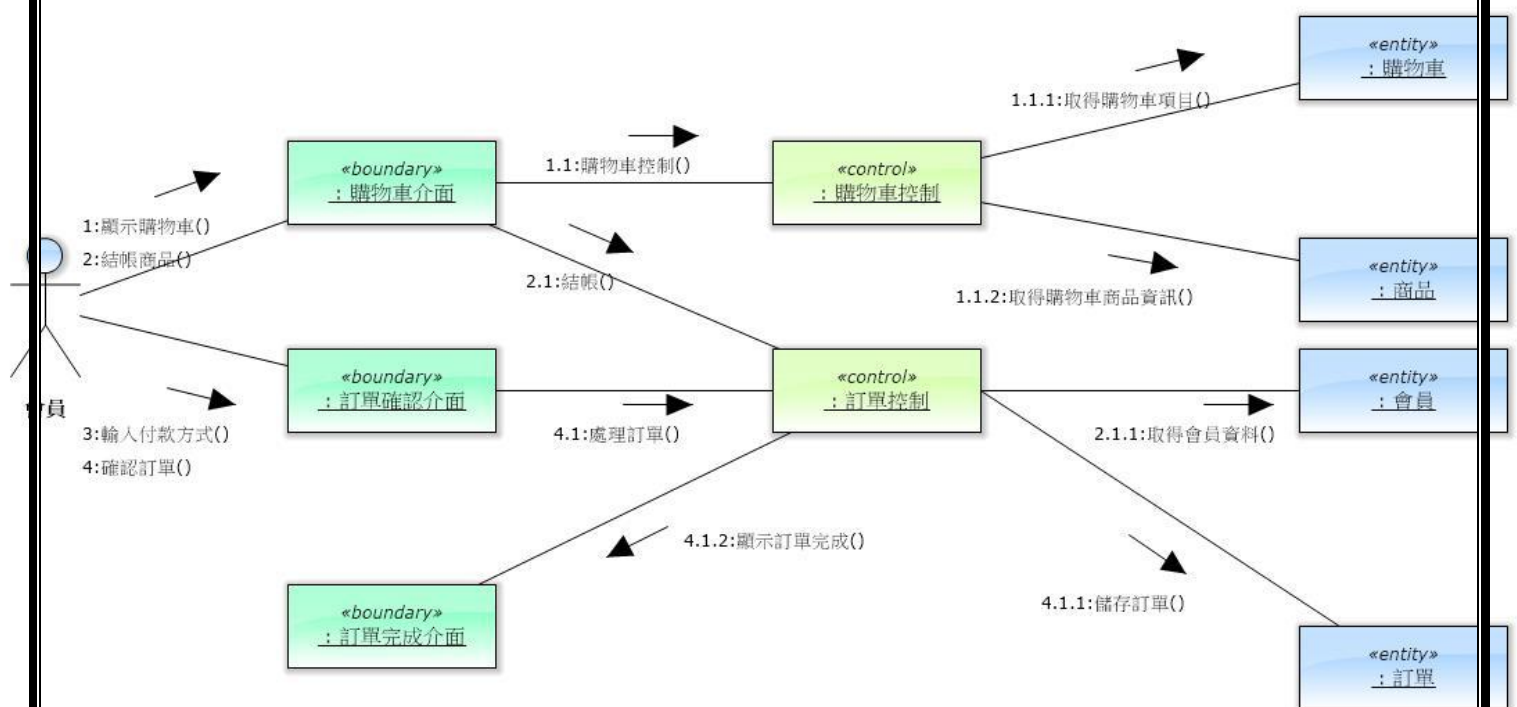 «entity»
: 購物車
1.1.1:取得購物車項目()
«boundary»
: 購物車介面
1.1:購物車控制()
«control»
: 購物車控制
1:顯示購物車()
2:結帳商品()
2.1:結帳()
1.1.2:取得購物車商品資訊()
«entity»
: 商品
會員
«boundary»
: 訂單確認介面
«control»
: 訂單控制
«entity»
: 會員
3:輸入付款方式()
4:確認訂單()
4.1:處理訂單()
2.1.1:取得會員資料()
4.1.2:顯示訂單完成()
4.1.1:儲存訂單()
«boundary»
: 訂單完成介面
«entity»
: 訂單